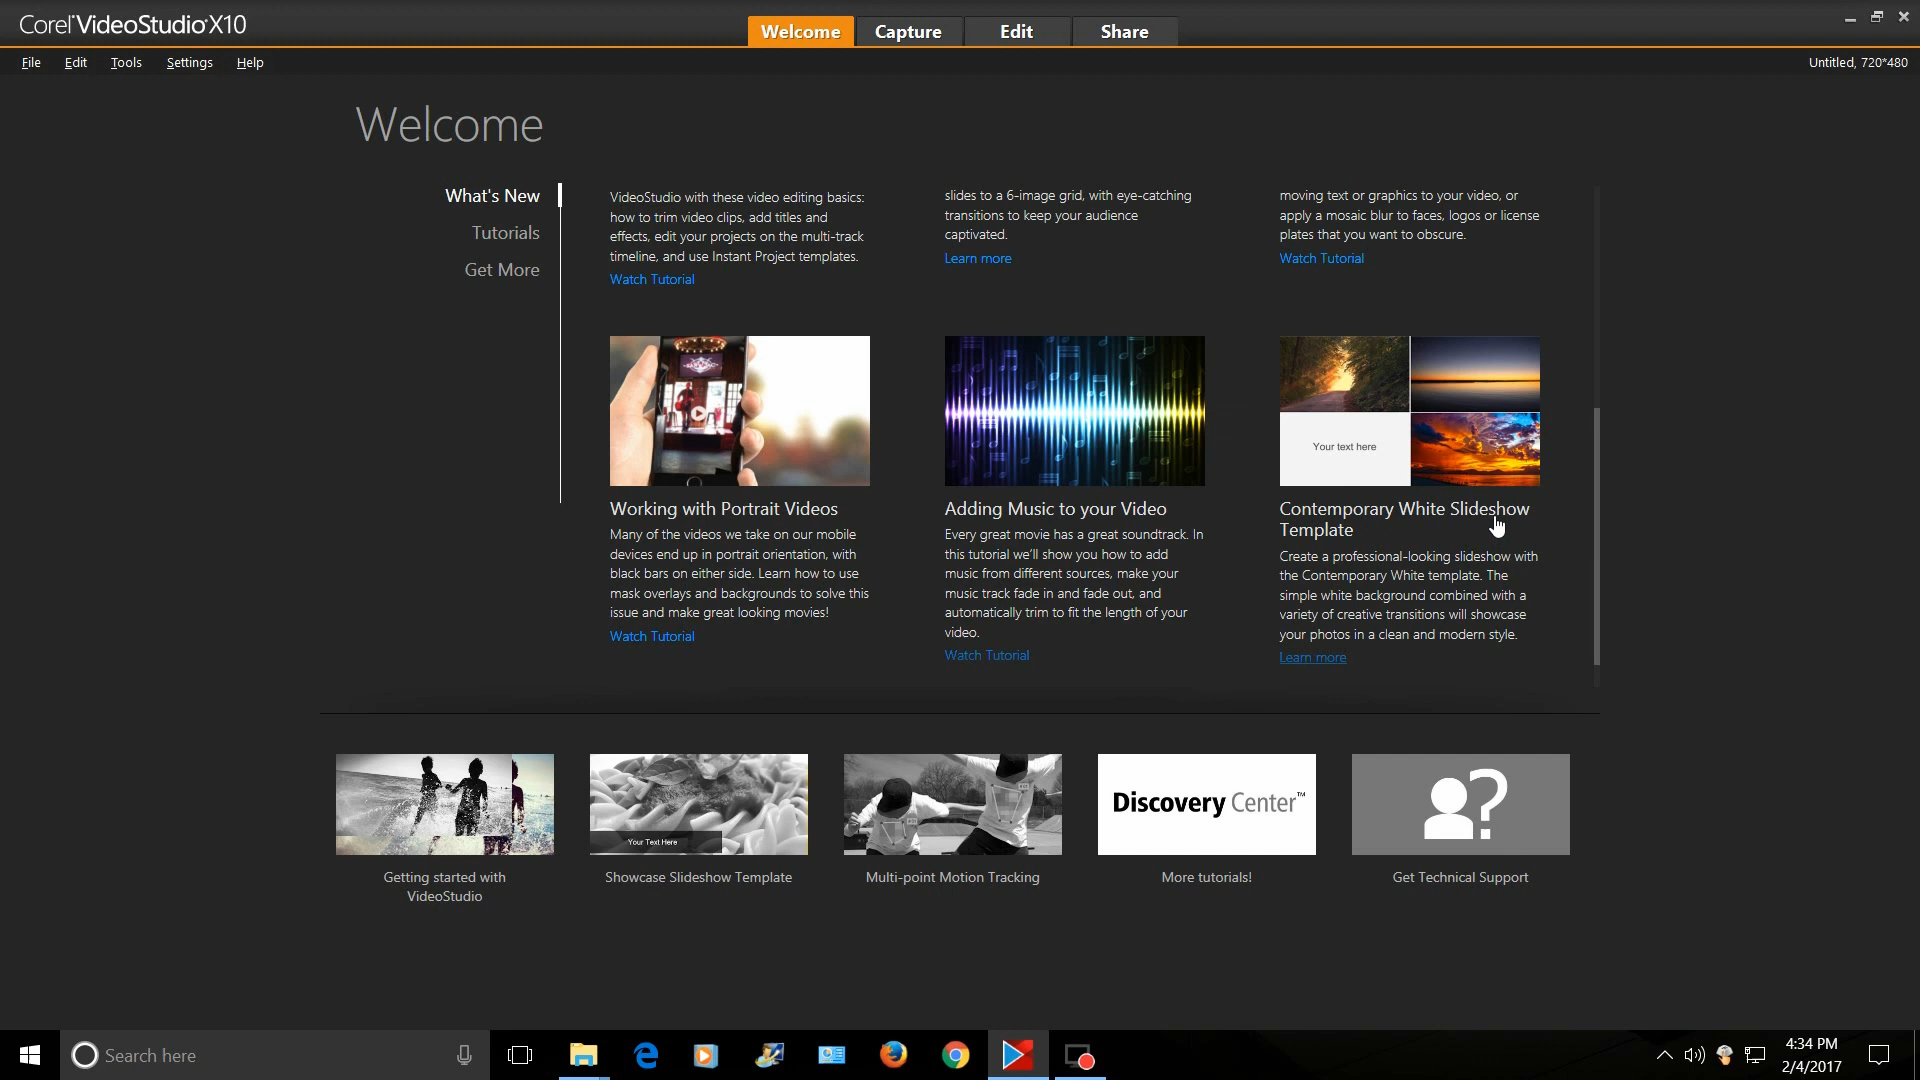 Corel VideoStudio X10
Welcome
Capture
Edit
Share
File
Edit
Tools
Settings
Help
Untitled, 720*480
Welcome
What's New
Tutorials
Get More
VideoStudio with these video editing basics:
how to trim video clips, add titles and
effects, edit your projects on the multi-track
timeline, and use Instant Project templates.
Watch Tutorial
slides to a 6-image grid, with eye-catching
transitions to keep your audience
captivated.
Learn more
moving text or graphics to your video, or
apply a mosaic blur to faces, logos or license
plates that you want to obscure.
Watch Tutorial
Working with Portrait Videos
Many of the videos we take on our mobile
devices end up in portrait orientation, with
black bars on either side. Learn how to use
mask overlays and backgrounds to solve this
issue and make great looking movies!
Watch Tutorial
Adding Music to your Video
Every great movie has a great soundtrack. In
this tutorial we'll show you how to add
music from different sources, make your
music track fade in and fade out, and
automatically trim to fit the length of your
video.
Watch Tutorial
Your text here
Contemporary White Slideshow
Template
Create a professional-looking slideshow with
the Contemporary White template. The
simple white background combined with a
variety of creative transitions will showcase
your photos in a clean and modern style.
Learn more
Getting started with
VideoStudio
Your Text Here
Showcase Slideshow Template
Multi-point Motion Tracking
Discovery Center™
More tutorials!
Get Technical Support
Search here
4:34 PM
2/4/2017